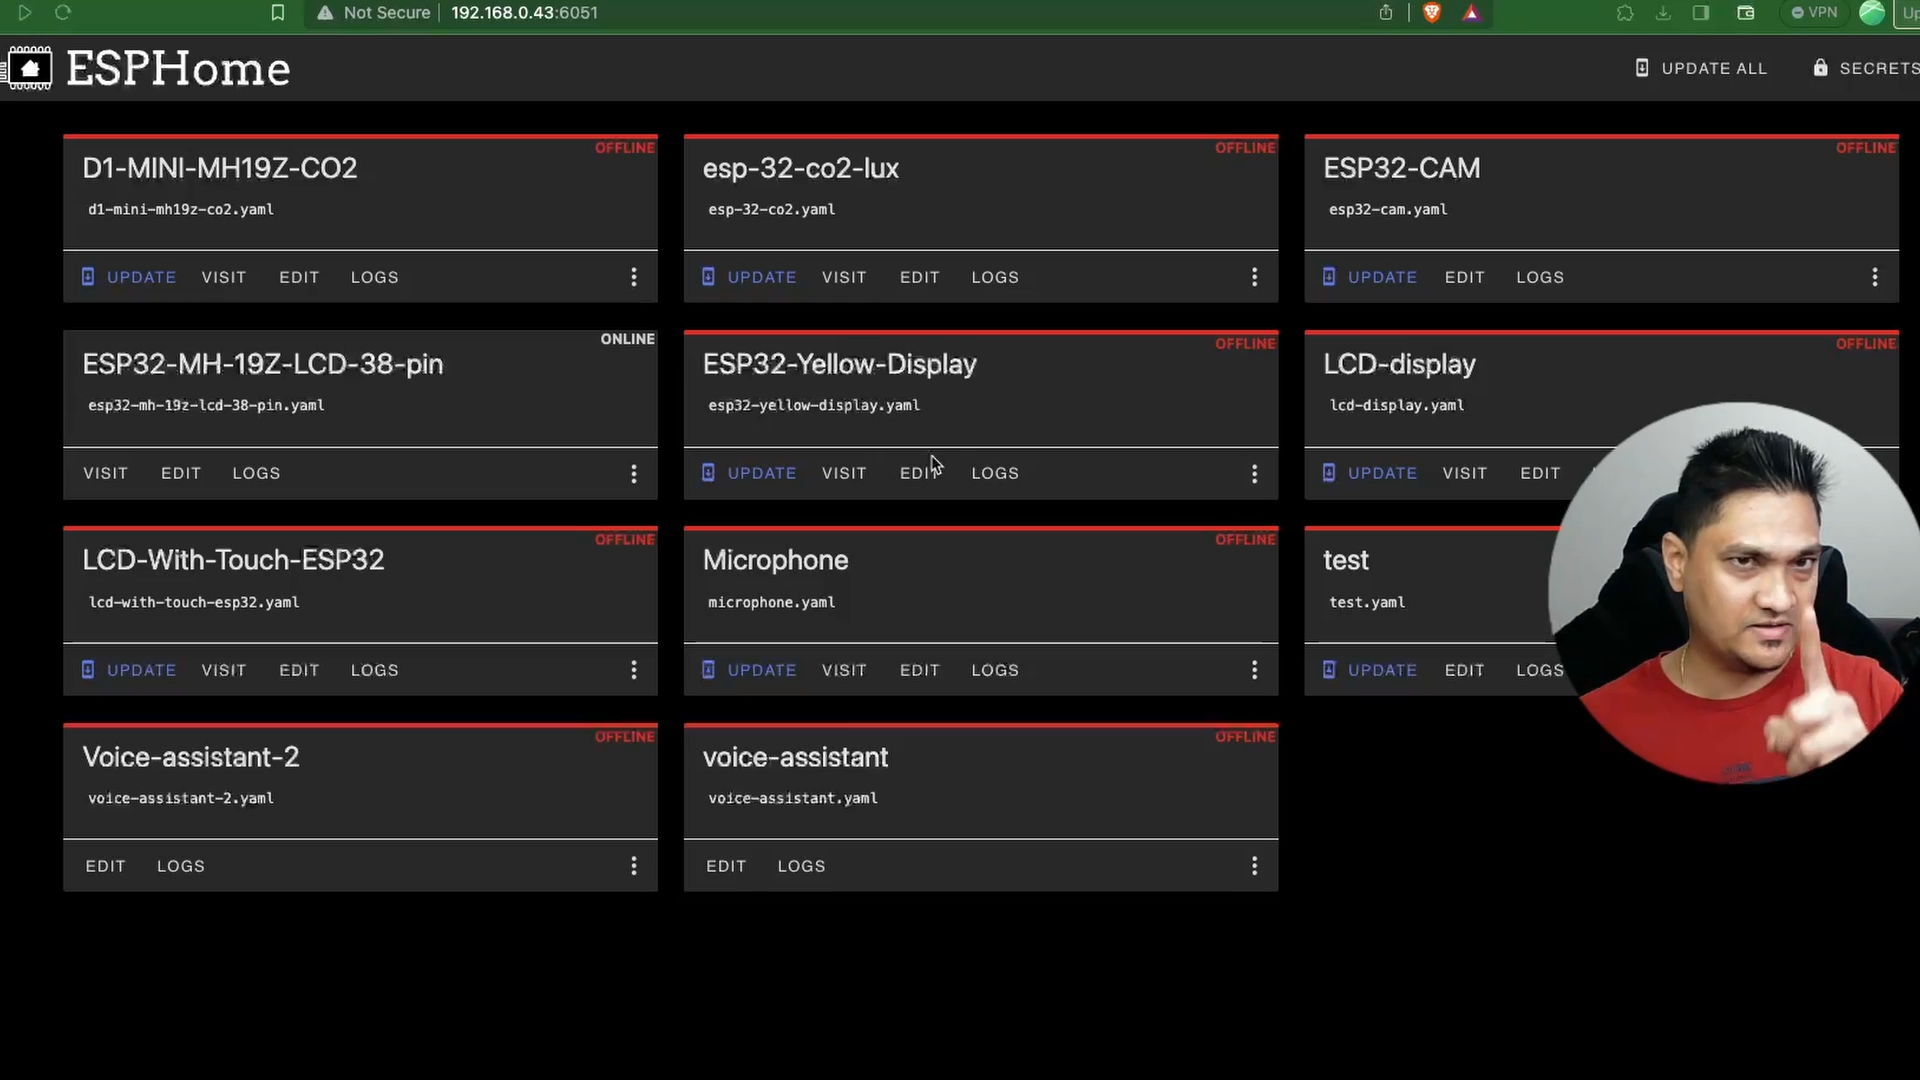 Not Secure 192.168.0.43:6051
VPN
Up
ESPHome
UPDATE ALL
SECRETS
OFFLINE
D1-MINI-MH19Z-CO2
d1-mini-mh19z-co2.yaml
UPDATE VISIT EDIT LOGS
OFFLINE
esp-32-co2-lux
esp-32-co2.yaml
UPDATE VISIT EDIT LOGS
OFFLINE
ESP32-CAM
esp32-cam.yaml
UPDATE EDIT LOGS
ONLINE
ESP32-MH-19Z-LCD-38-pin
esp32-mh-19z-lcd-38-pin.yaml
VISIT EDIT LOGS
OFFLINE
ESP32-Yellow-Display
esp32-yellow-display.yaml
UPDATE VISIT EDIT LOGS
OFFLINE
LCD-display
lcd-display.yaml
UPDATE VISIT EDIT
OFFLINE
LCD-With-Touch-ESP32
lcd-with-touch-esp32.yaml
UPDATE VISIT EDIT LOGS
OFFLINE
Microphone
microphone.yaml
UPDATE VISIT EDIT LOGS
test
test.yaml
UPDATE EDIT LOGS
OFFLINE
Voice-assistant-2
voice-assistant-2.yaml
EDIT LOGS
OFFLINE
voice-assistant
voice-assistant.yaml
EDIT LOGS